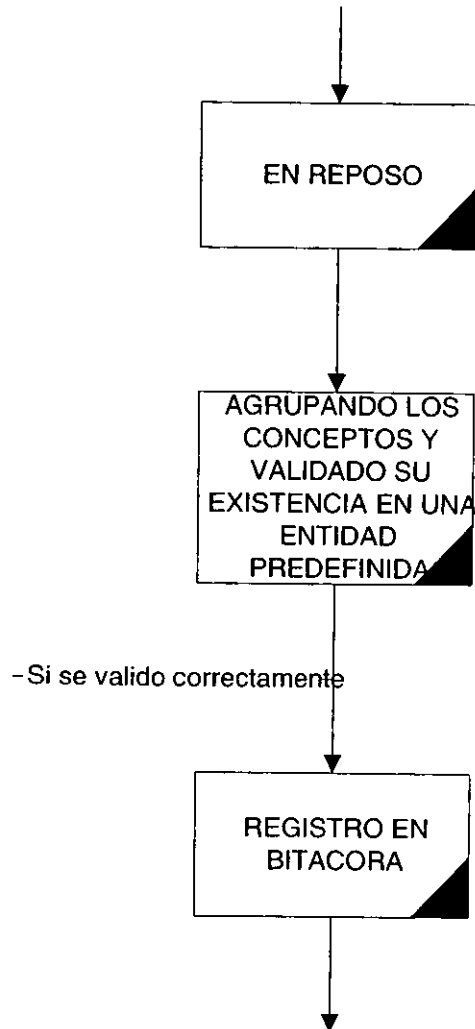 EN REPOSO
AGRUPANDO LOS
CONCEPTOS Y
VALIDADO SU
EXISTENCIA EN UNA
ENTIDAD
PREDEFINIDA
-Si se valido correctamente
REGISTRO EN
BITACORA